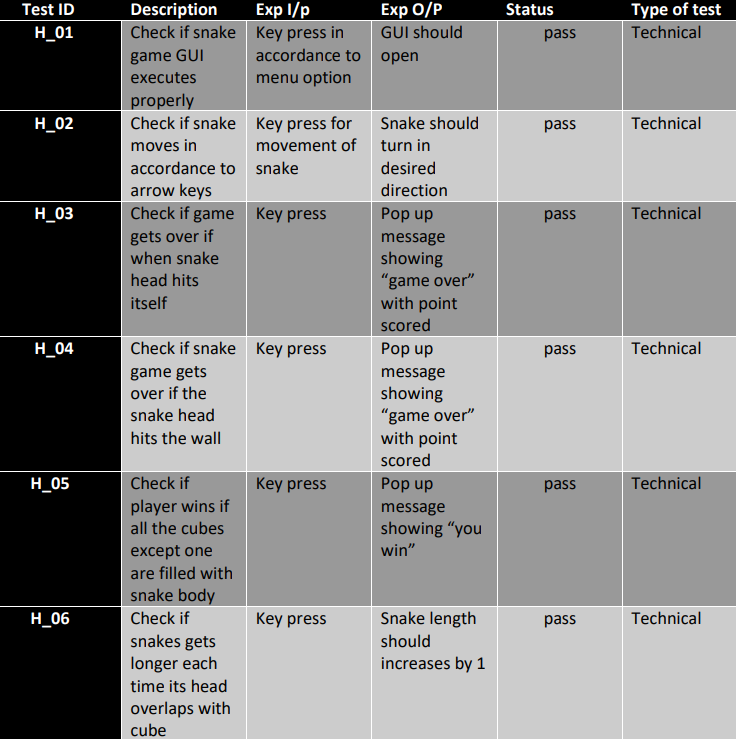 Test ID Description Exp I/p Exp O/P Status Type of test
H_01 Check if snake Key press in GUI should pass Technical
game GUI accordance to open
executes menu option
properly
H_02 Check if snake Key press for Snake should pass Technical
moves in movement of turn in
accordance to snake desired
arrow keys direction
H_03 Check if game Key press Pop up pass Technical
gets over if message
when snake showing
head hits “game over”
itself with point
scored
H_04 Check if snake Key press Pop up pass Technical
game gets message
over if the showing
snake head “game over”
hits the wall with point
scored
H_05 Check if Key press Pop up pass Technical
player wins if message
all the cubes showing “you
except one win”
are filled with
snake body
H_06 Check if Key press Snake length pass Technical
snakes gets should
longer each increases by 1
time its head
overlaps with
cube